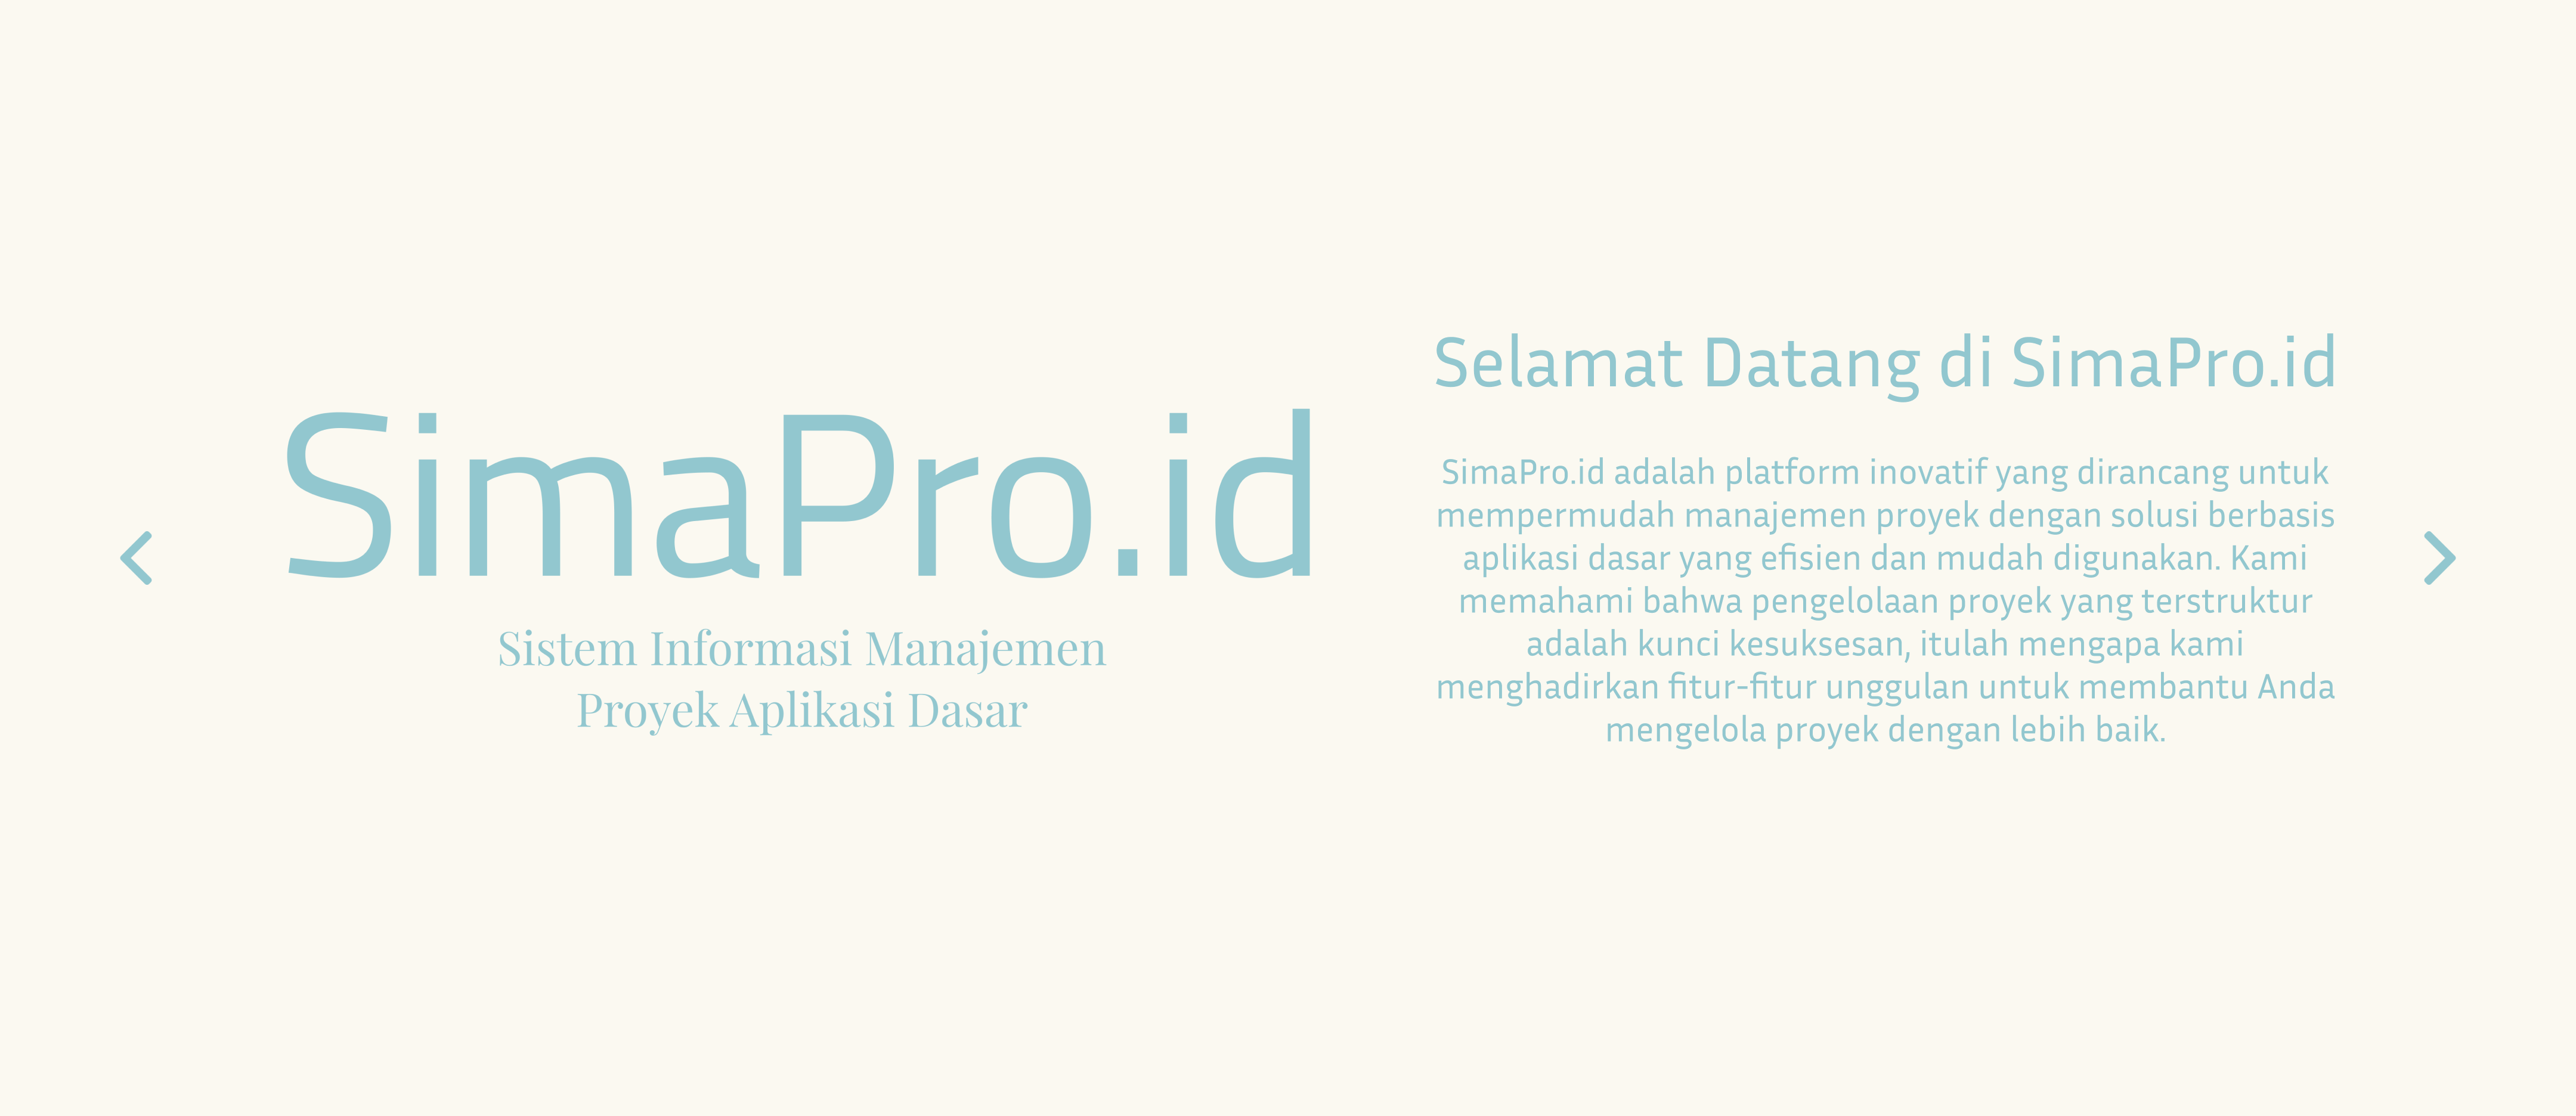 SimaPro.id
Sistem Informasi Manajemen
Proyek Aplikasi Dasar
Selamat Datang di SimaPro.id
SimaPro.id adalah platform inovatif yang dirancang untuk
mempermudah manajemen proyek dengan solusi berbasis
aplikasi dasar yang efisien dan mudah digunakan. Kami
memahami bahwa pengelolaan proyek yang terstruktur
adalah kunci kesuksesan, itulah mengapa kami
menghadirkan fitur-fitur unggulan untuk membantu Anda
mengelola proyek dengan lebih baik.